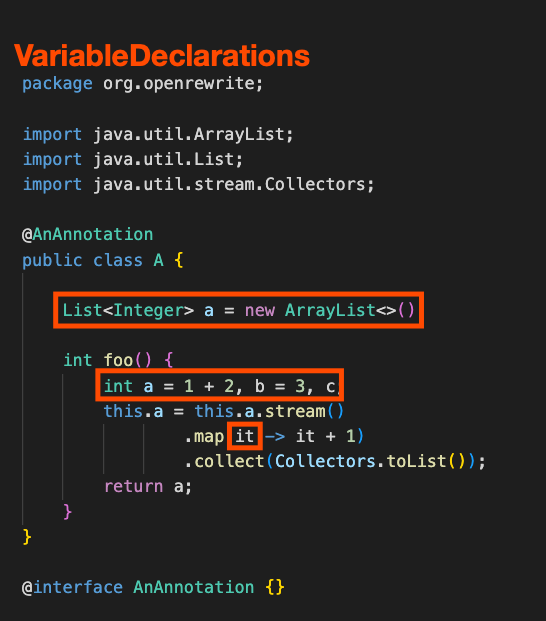 VariableDeclarations
package org.openrewrite;
import java.util.ArrayList;
import java.util.List;
import java.util.stream.Collectors;
@AnAnnotation
public class A {
List<Integer> a = new ArrayList<>()
int foo() {
int a = 1 + 2, b = 3, c;
this.a = this.a.stream()
.map it -> it + 1)
.collect(Collectors.toList());
return a;
}
}
@interface AnAnnotation {}